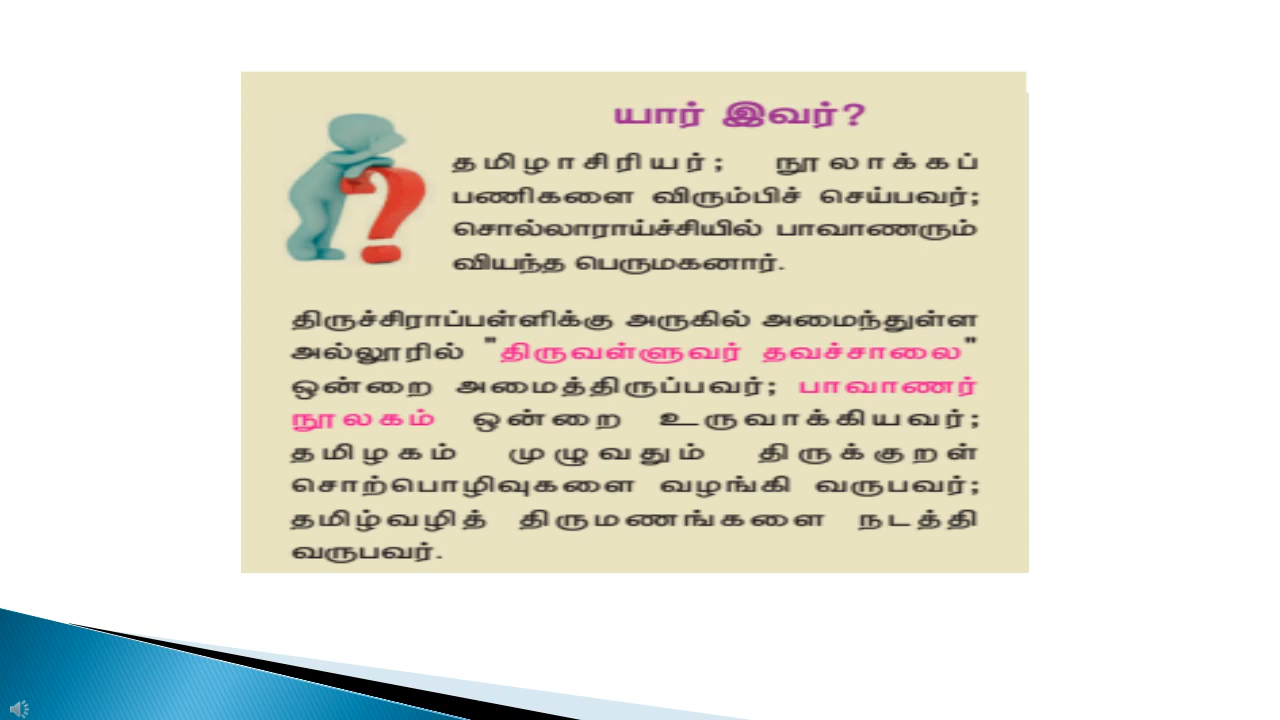 யார் இவர்?
தமிழாசிரியர்; நூலாக்கப்
பணிகளை விரும்பிச் செய்பவர்;
சொல்லாராய்ச்சியில் பாவாணரும்
வியந்த பெருமகனார்.
திருச்சிராப்பள்ளிக்கு அருகில் அமைந்துள்ள
அல்லூரில் "திருவள்ளுவர் தவச்சாலை"
ஒன்றை அமைத்திருப்பவர்; பாவாணர்
நூலகம் ஒன்றை உருவாக்கியவர்;
தமிழகம் முழுவதும் திருக்குறள்
சொற்பொழிவுகளை வழங்கி வருபவர்;
தமிழ்வழித் திருமணங்களை நடத்தி
வருபவர்.